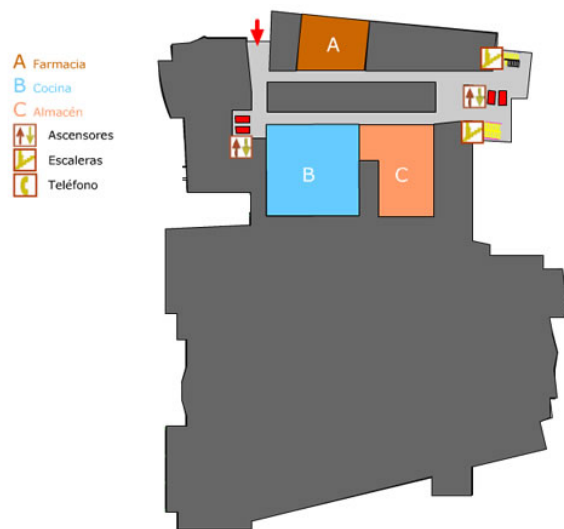 A Farmacia
B Cocina
C Almacén
Ascensores
Escaleras
Teléfono
A
B
C